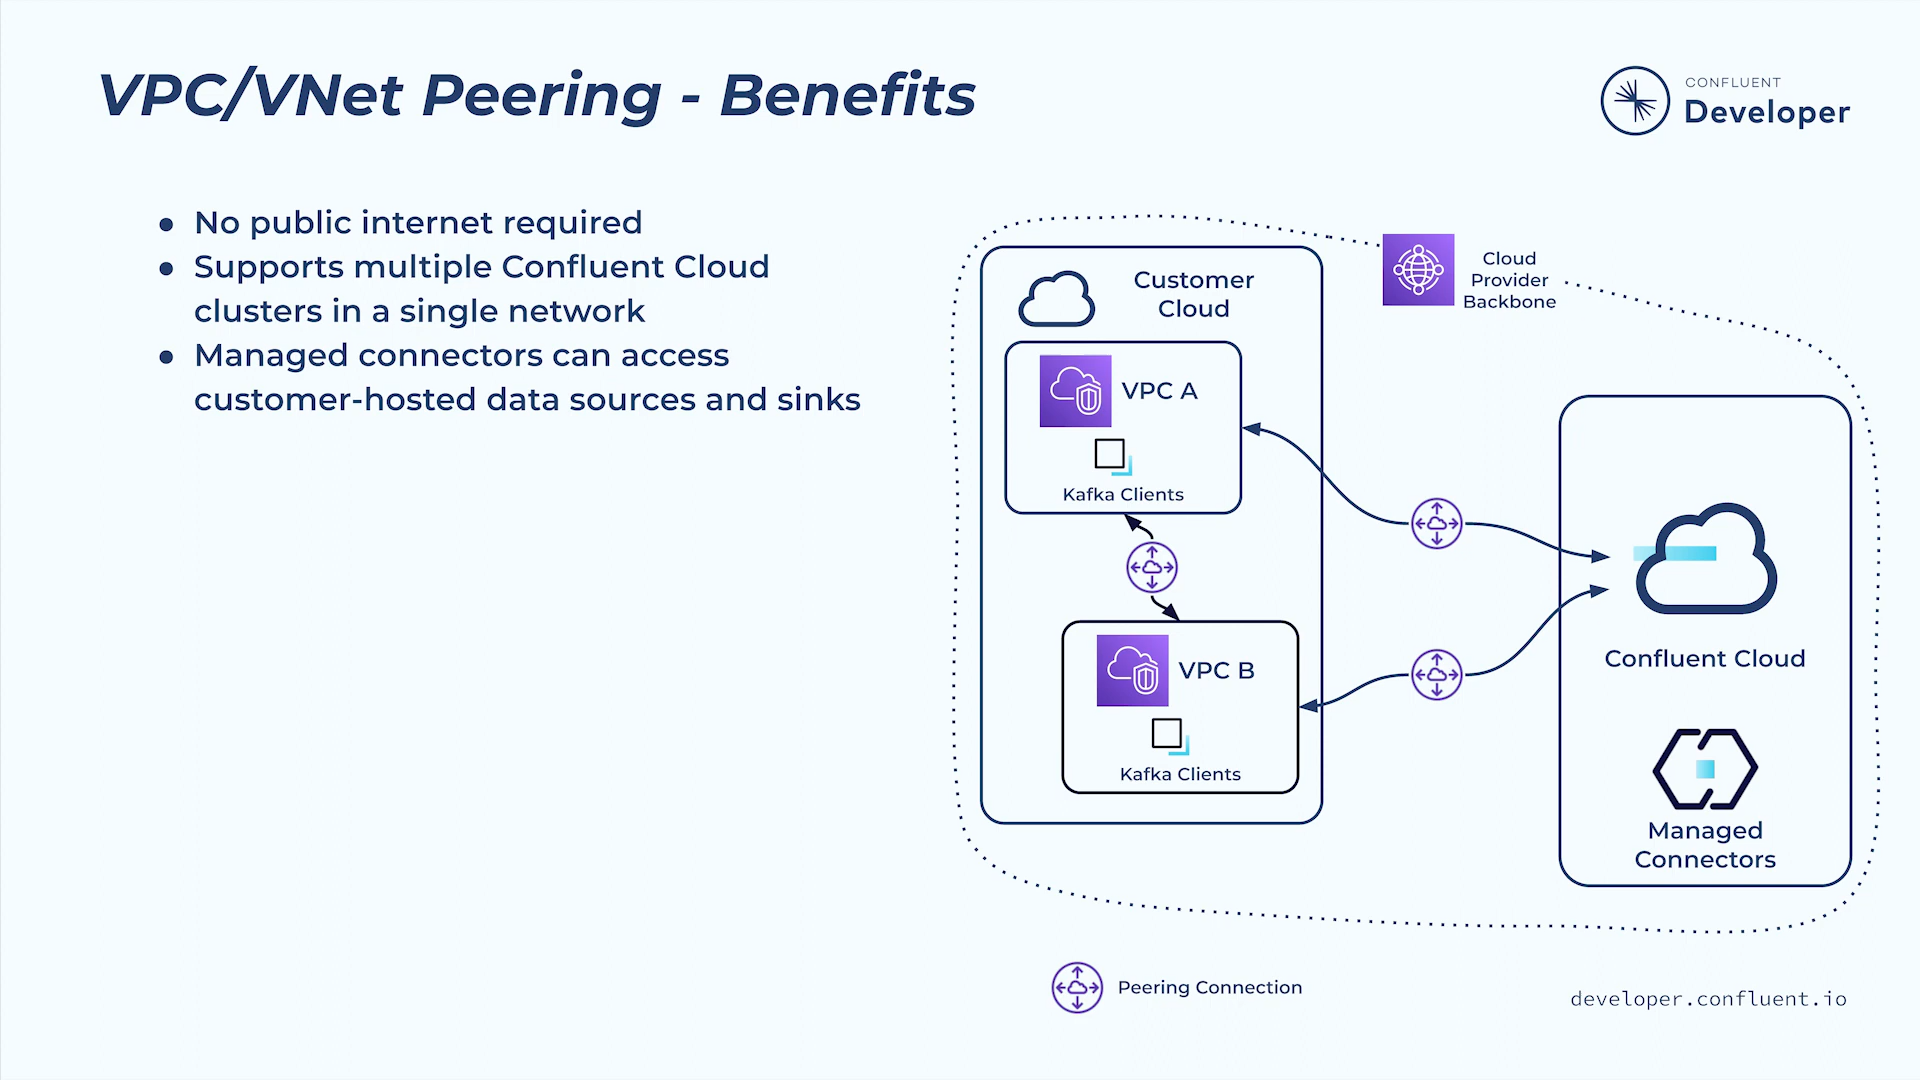 VPC/VNet Peering - Benefits
CONFLUENT
Developer
● No public internet required
● Supports multiple Confluent Cloud
clusters in a single network
● Managed connectors can access
customer-hosted data sources and sinks
Cloud
Provider
Backbone
Customer
Cloud
VPC A
Kafka Clients
VPC B
Kafka Clients
Confluent Cloud
Managed
Connectors
Peering Connection
developer.confluent.io